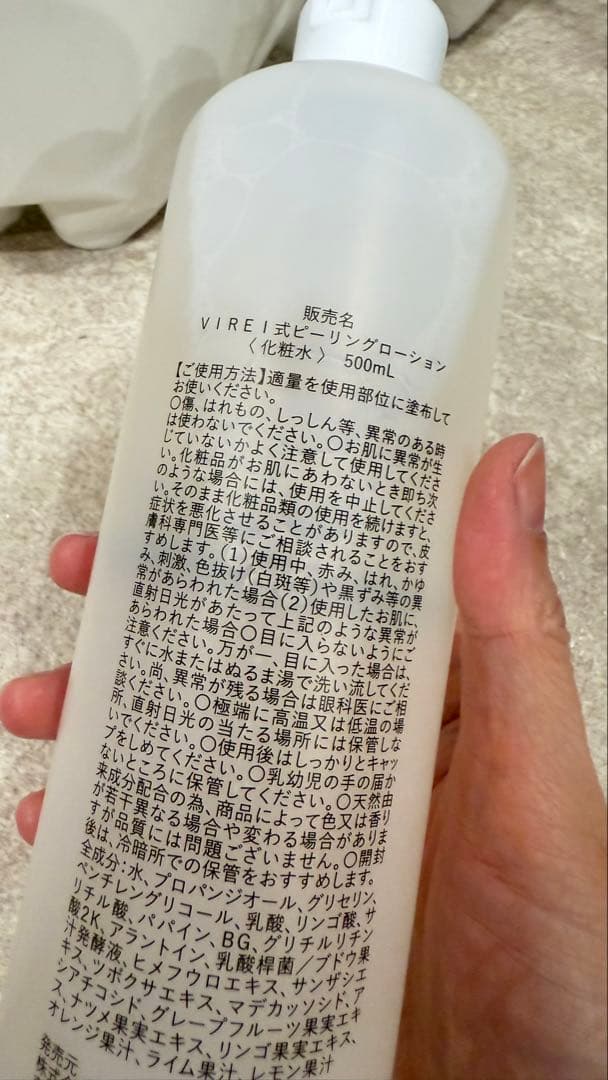 販売名
VIREI式ピーリングローション
〈化粧水〉 500mL
【ご使用方法】適量を使用部位に塗布して
お使いください。
〇傷、はれもの、しっしん等、異常のある時
は使わないでください。〇お肌に異常が生
じていないかよく注意して使用してくださ
い。化粧品がお肌にあわないとき即ち次
のような場合には、使用を中止してくださ
い。そのまま化粧品類の使用を続けますと、
症状を悪化させることがありますので、皮
膚科専門医等にご相談されることをおす
すめします。(1)使用中、赤み、はれ、かゆ
み、刺激、色抜け(白斑等)や黒ずみ等の異
常があらわれた場合(2)使用したお肌に、
直射日光があたって上記のような異常が
あらわれた場合〇目に入らないようにご
注意ください。万が一、目に入った場合は、
すぐに水またはぬるま湯で洗い流してくだ
さい。尚、異常が残る場合は眼科医にご相
談ください。〇極端に高温又は低温の場
所、直射日光の当たる場所には保管しな
いでください。〇使用後はしっかりとキャッ
プをしめてください。〇乳幼児の手の届か
ないところに保管してください。〇天然由
来成分配合の為、商品によって色又は香り
が若干異なる場合や変わる場合がありま
すが品質には問題ございません。〇開封
後は、冷暗所での保管をおすすめします。
全成分：水、プロパンジオール、グリセリン、
ペンチレングリコール、乳酸、リンゴ酸、サ
リチル酸、パパイン、BG、グリチルリチン
酸2K、アラントイン、乳酸桿菌／ブドウ果
汁発酵液、ヒメフウロエキス、サンザシエ
キス、ツボクサエキス、マデカッソシド、ア
シアチコシド、グレープフルーツ果実エキ
ス、ナツメ果実エキス、リンゴ果実エキス、
オレンジ果汁、ライム果汁、レモン果汁
発売元
株式